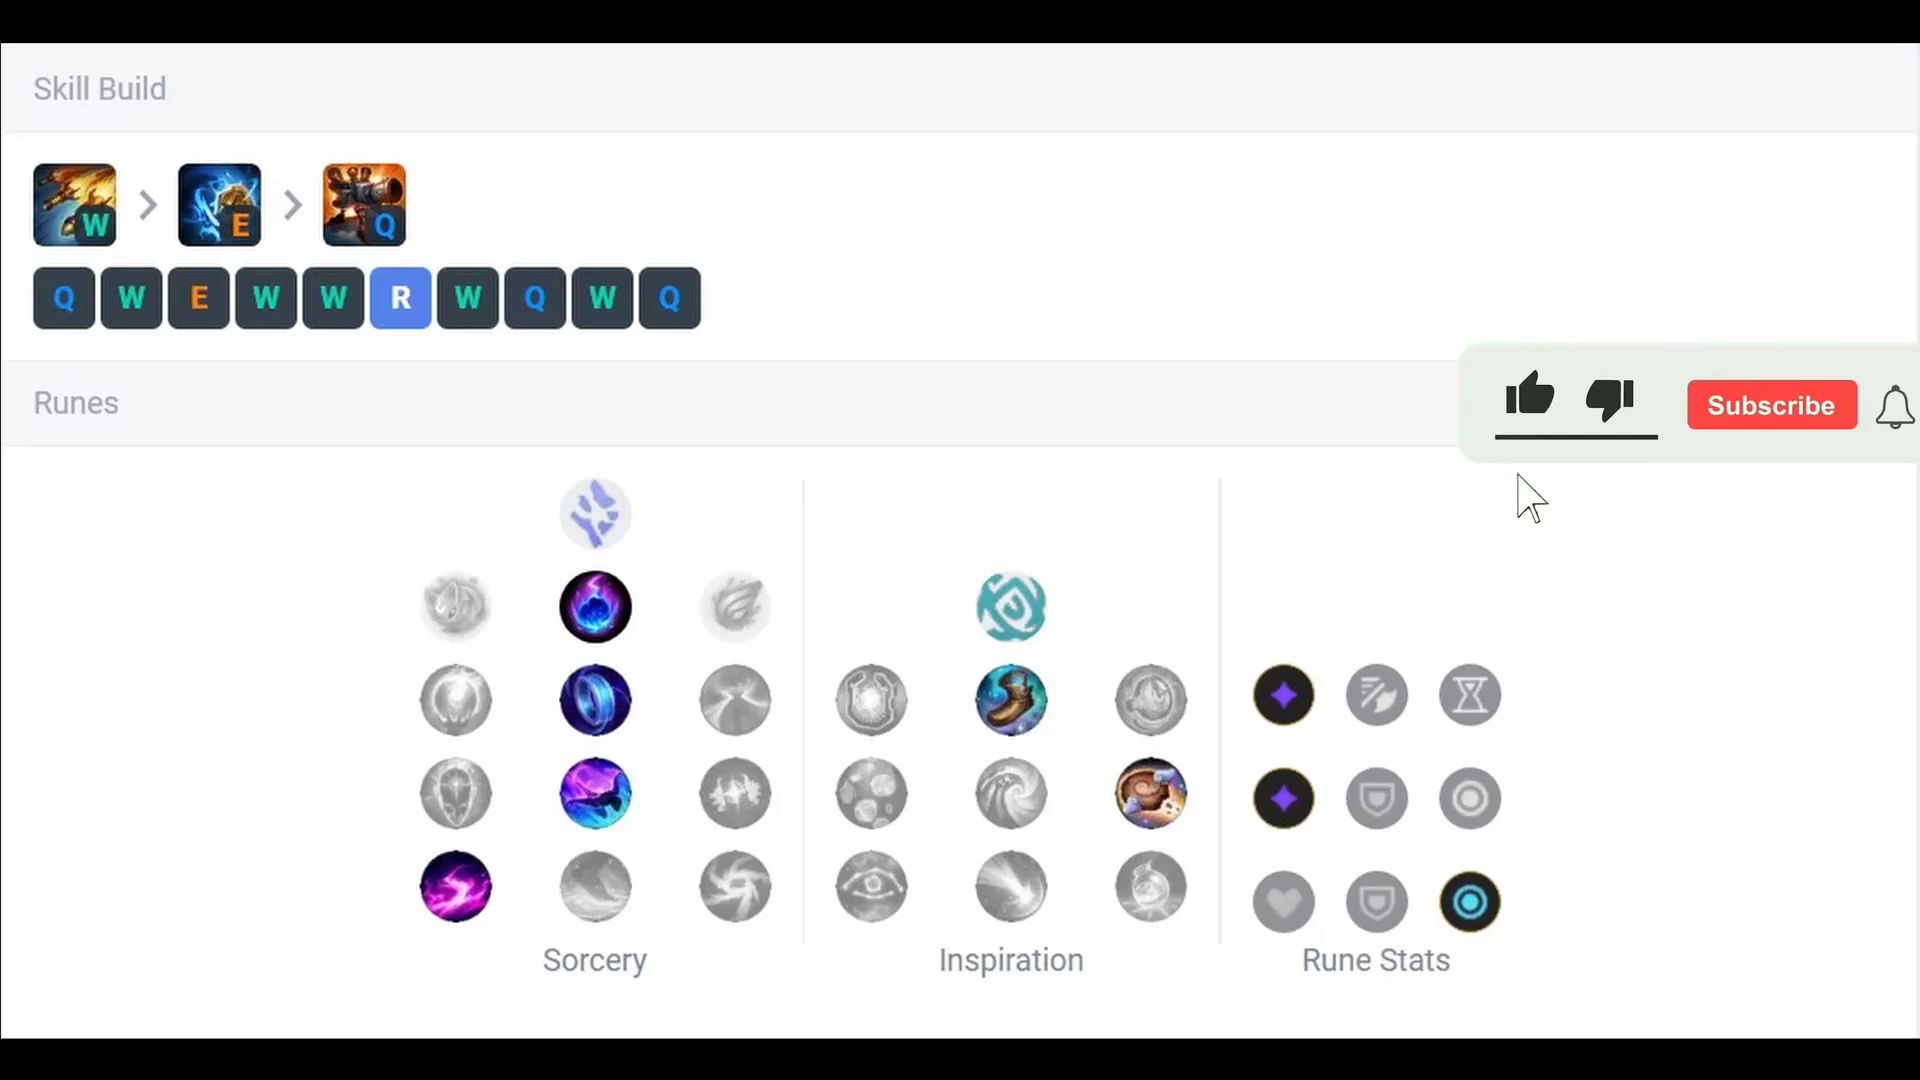 Skill Build
W E Q
Q W E W W R W Q W Q
Runes
Subscribe
Sorcery Inspiration Rune Stats